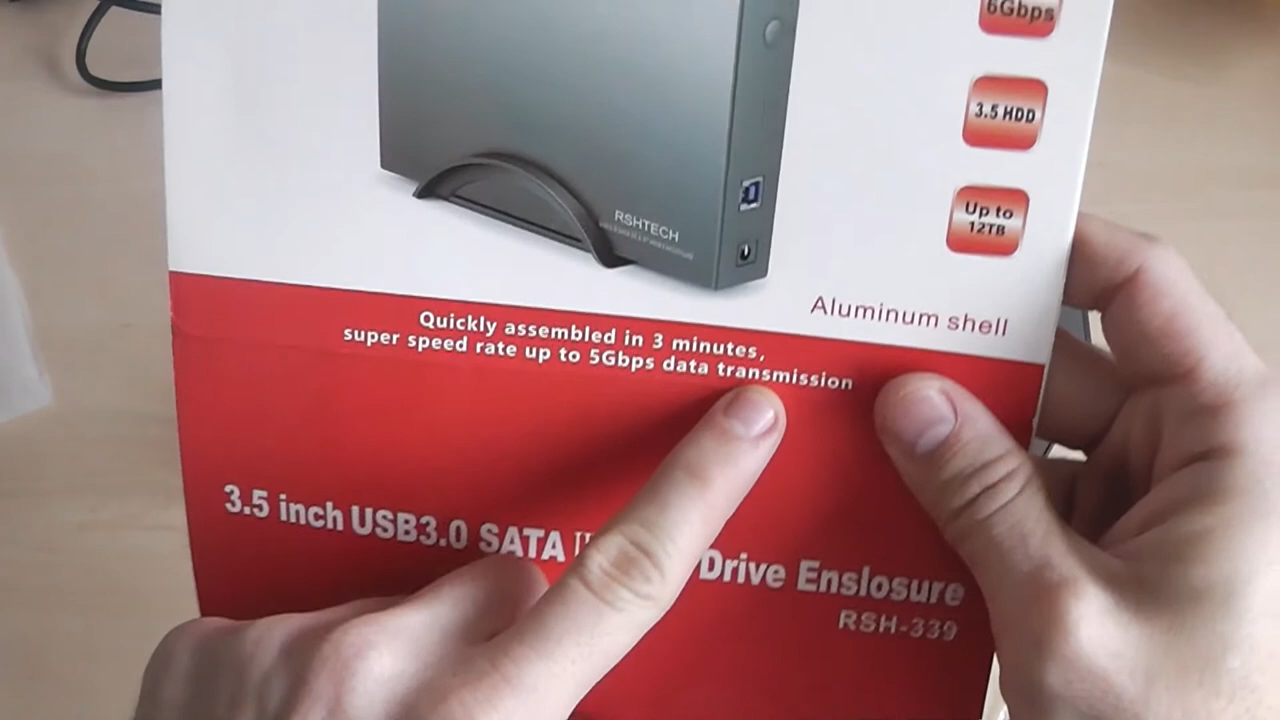 6Gbps
3.5 HDD
Up to
12TB
RSHTECH
Aluminum shell
Quickly assembled in 3 minutes,
super speed rate up to 5Gbps data transmission
3.5 inch USB3.0 SATA Drive Enslosure
RSH-339